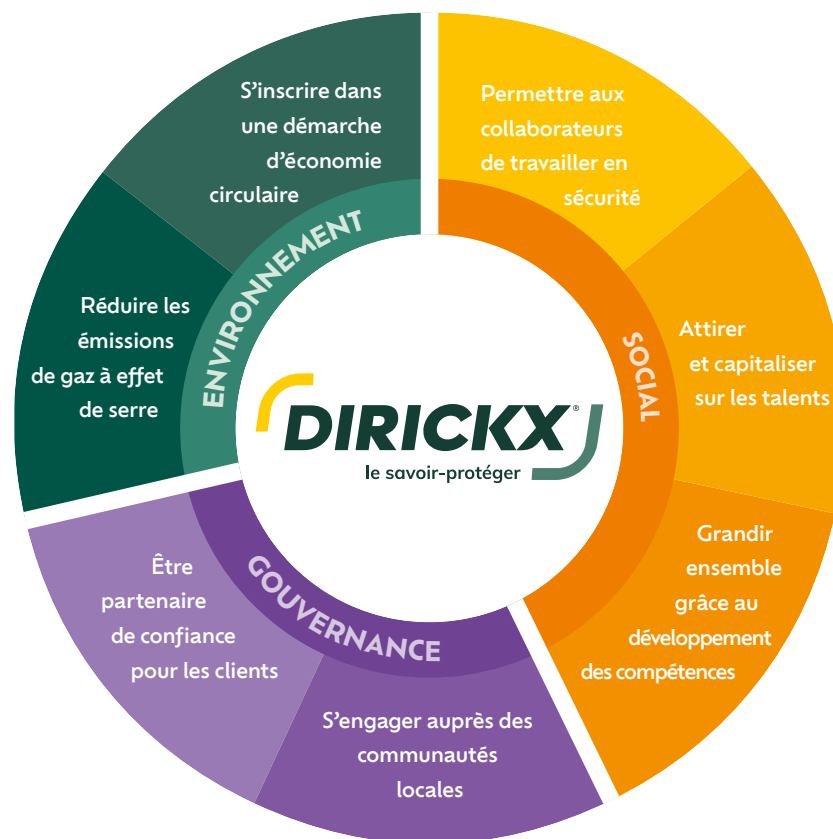 S'inscrire dans
une démarche
d'économie
circulaire
Permettre aux
collaborateurs
de travailler en
sécurité
Réduire les
émissions
de gaz à effet
de serre
ENVIRONNEMENT
SOCIAL
Attirer
et capitaliser
sur les talents
DIRICKX®
le savoir-protéger
Grandir
ensemble
grâce au
développement
des compétences
Être
partenaire
de confiance
pour les clients
GOUVERNANCE
S'engager auprès des
communautés
locales